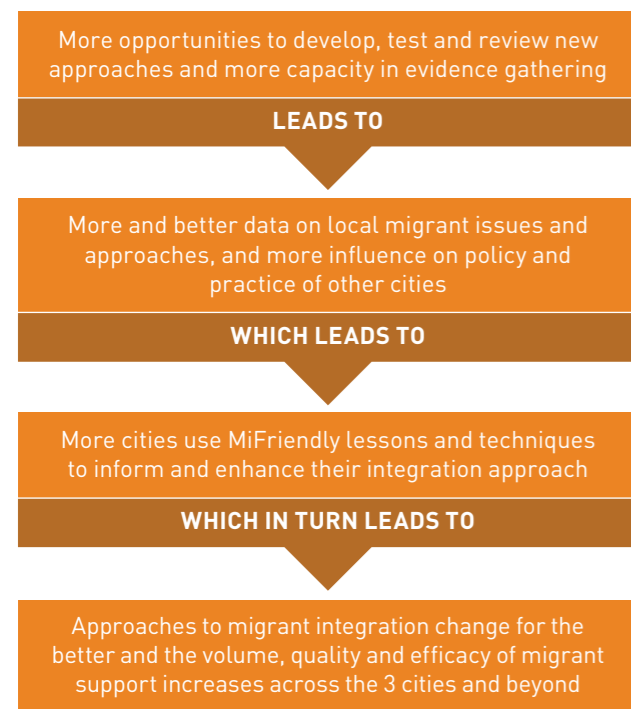 More opportunities to develop, test and review new
approaches and more capacity in evidence gathering
LEADS TO
More and better data on local migrant issues and
approaches, and more influence on policy and
practice of other cities
WHICH LEADS TO
More cities use MiFriendly lessons and techniques
to inform and enhance their integration approach
WHICH IN TURN LEADS TO
Approaches to migrant integration change for the
better and the volume, quality and efficacy of migrant
support increases across the 3 cities and beyond